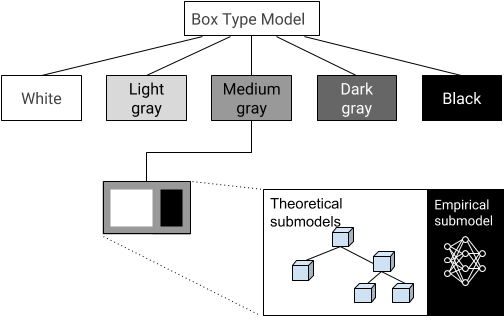 Box Type Model
White
Light
gray
Medium
gray
Dark
gray
Black
Theoretical
submodels
Empirical
submodel